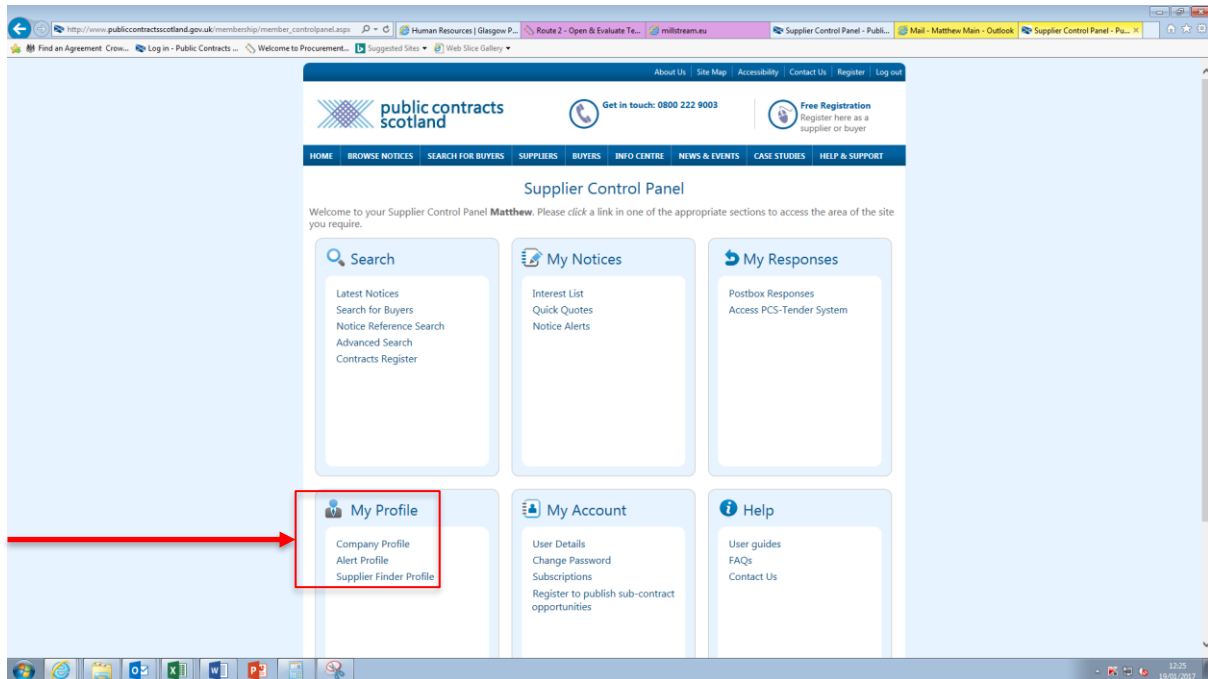 http://www.publiccontractsscotland.gov.uk/membership/member_controlpanel.aspx
Human Resources | Glasgow P...
Route 2 - Open & Evaluate Te...
millstream.eu
Supplier Control Panel - Publi...
Mail - Matthew Main - Outlook
Supplier Control Panel - Pu...
Find an Agreement Crow...
Log in - Public Contracts ...
Welcome to Procurement...
Suggested Sites
Web Slice Gallery
About Us | Site Map | Accessibility | Contact Us | Register | Log out
public contracts
scotland
Get in touch: 0800 222 9003
Free Registration
Register here as a
supplier or buyer
HOME BROWSE NOTICES SEARCH FOR BUYERS SUPPLIERS BUYERS INFO CENTRE NEWS & EVENTS CASE STUDIES HELP & SUPPORT
Supplier Control Panel
Welcome to your Supplier Control Panel Matthew. Please click a link in one of the appropriate sections to access the area of the site
you require.
Search
Latest Notices
Search for Buyers
Notice Reference Search
Advanced Search
Contracts Register
My Notices
Interest List
Quick Quotes
Notice Alerts
My Responses
Postbox Responses
Access PCS-Tender System
My Profile
Company Profile
Alert Profile
Supplier Finder Profile
My Account
User Details
Change Password
Subscriptions
Register to publish sub-contract
opportunities
Help
User guides
FAQs
Contact Us
12:25
19/01/2017